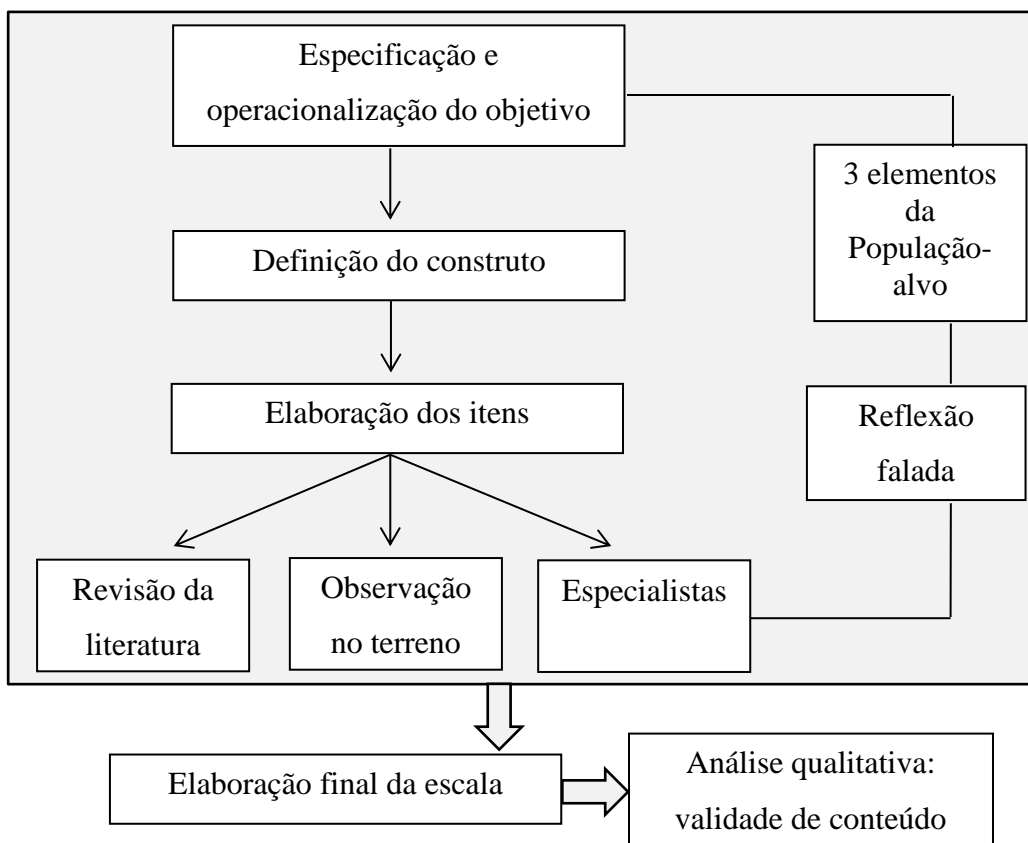 Especificação e
operacionalização do objetivo
3 elementos
da
População-
alvo
Definição do construto
Elaboração dos itens
Reflexão
falada
Revisão da
literatura
Observação
no terreno
Especialistas
Elaboração final da escala
Análise qualitativa:
validade de conteúdo